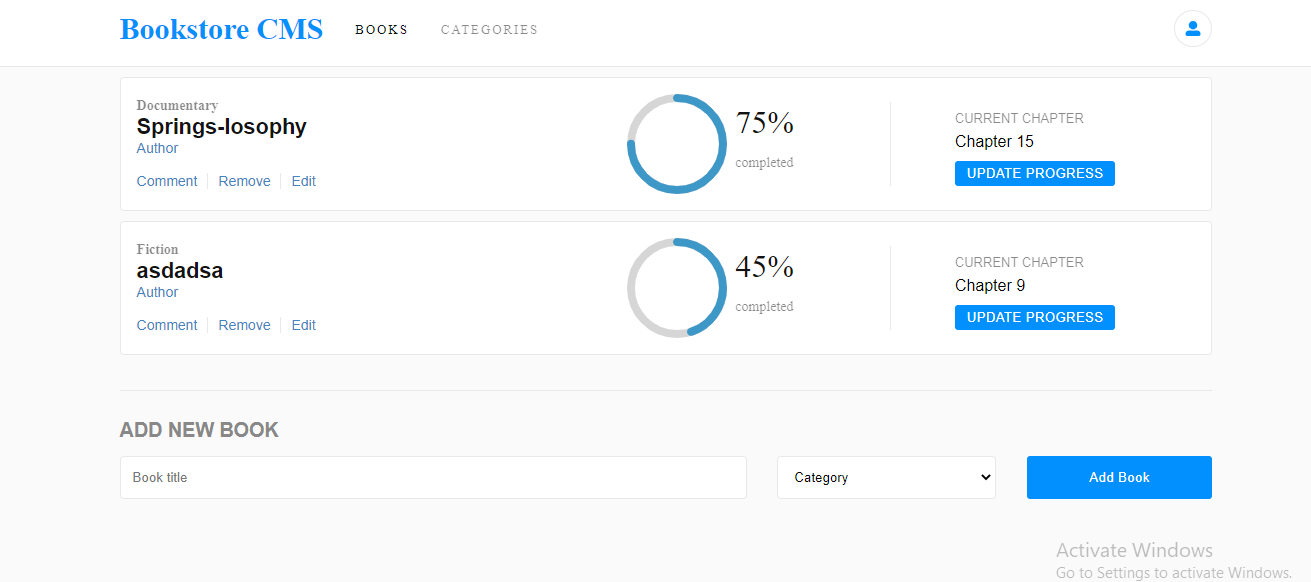 Bookstore CMS BOOKS CATEGORIES
Documentary
Springs-losophy
Author
Comment Remove Edit
75%
completed
CURRENT CHAPTER
Chapter 15
UPDATE PROGRESS
Fiction
asdadsa
Author
Comment Remove Edit
45%
completed
CURRENT CHAPTER
Chapter 9
UPDATE PROGRESS
ADD NEW BOOK
Book title Category Add Book
Activate Windows
Go to Settings to activate Windows.